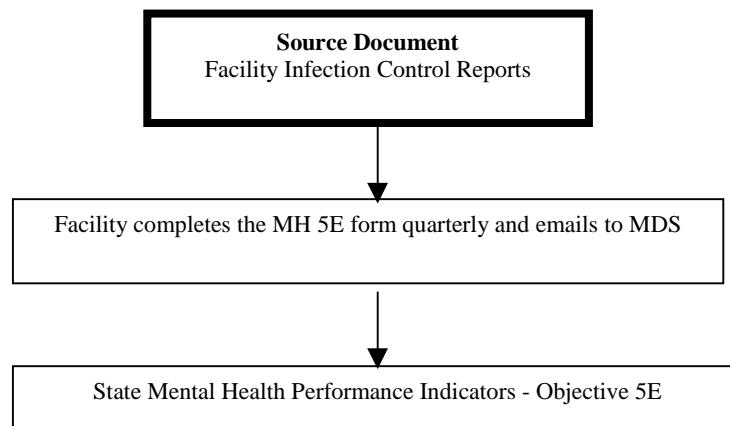 Source Document
Facility Infection Control Reports
Facility completes the MH 5E form quarterly and emails to MDS
State Mental Health Performance Indicators - Objective 5E